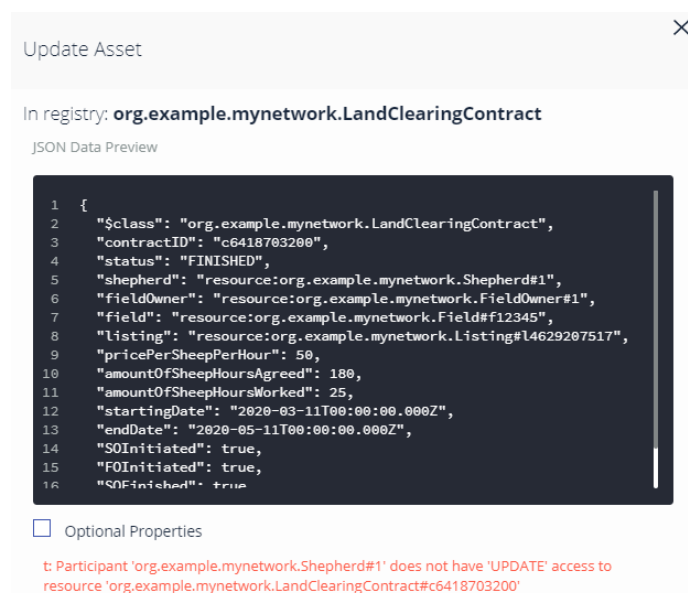 Update Asset
In registry: org.example.mynetwork.LandClearingContract
JSON Data Preview
1 {
2 "$class": "org.example.mynetwork.LandClearingContract",
3 "contractID": "c6418703200",
4 "status": "FINISHED",
5 "shepherd": "resource:org.example.mynetwork.Shepherd#1",
6 "fieldOwner": "resource:org.example.mynetwork.FieldOwner#1",
7 "field": "resource:org.example.mynetwork.Field#f12345",
8 "listing": "resource:org.example.mynetwork.Listing#l4629207517",
9 "pricePerSheepPerHour": 50,
10 "amountOfSheepHoursAgreed": 180,
11 "amountOfSheepHoursWorked": 25,
12 "startingDate": "2020-03-11T00:00:00.000Z",
13 "endDate": "2020-05-11T00:00:00.000Z",
14 "SOInitiated": true,
15 "FOInitiated": true,
16 "SOFinished": true
Optional Properties
t: Participant 'org.example.mynetwork.Shepherd#1' does not have 'UPDATE' access to
resource 'org.example.mynetwork.LandClearingContract#c6418703200'